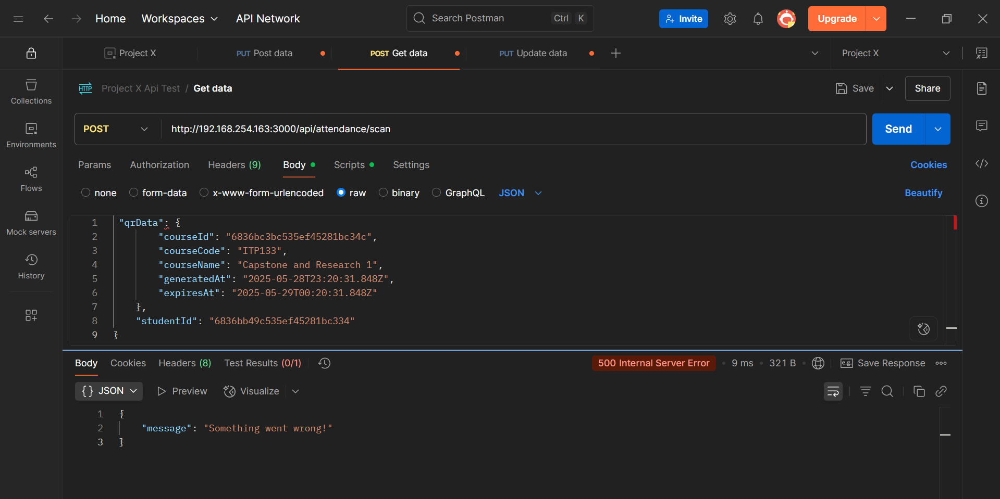 Home Workspaces API Network Search Postman Ctrl K Invite Upgrade
Project X PUT Post data POST Get data PUT Update data Project X
HTTP Project X Api Test / Get data Save Share
POST http://192.168.254.163:3000/api/attendance/scan Send
Params Authorization Headers (9) Body Scripts Settings Cookies
none form-data x-www-form-urlencoded raw binary GraphQL JSON Beautify
1 "qrData": {
2 "courseId": "6836bc3bc535ef45281bc34c",
3 "courseCode": "ITP133",
4 "courseName": "Capstone and Research 1",
5 "generatedAt": "2025-05-28T23:20:31.848Z",
6 "expiresAt": "2025-05-29T00:20:31.848Z"
7 },
8 "studentId": "6836bb49c535ef45281bc334"
9 }
Collections
Environments
Flows
Mock servers
History
Body Cookies Headers (8) Test Results (0/1) 500 Internal Server Error • 9 ms • 321 B • e.g. Save Response
{} JSON Preview Visualize
1 {
2 "message": "Something went wrong!"
3 }